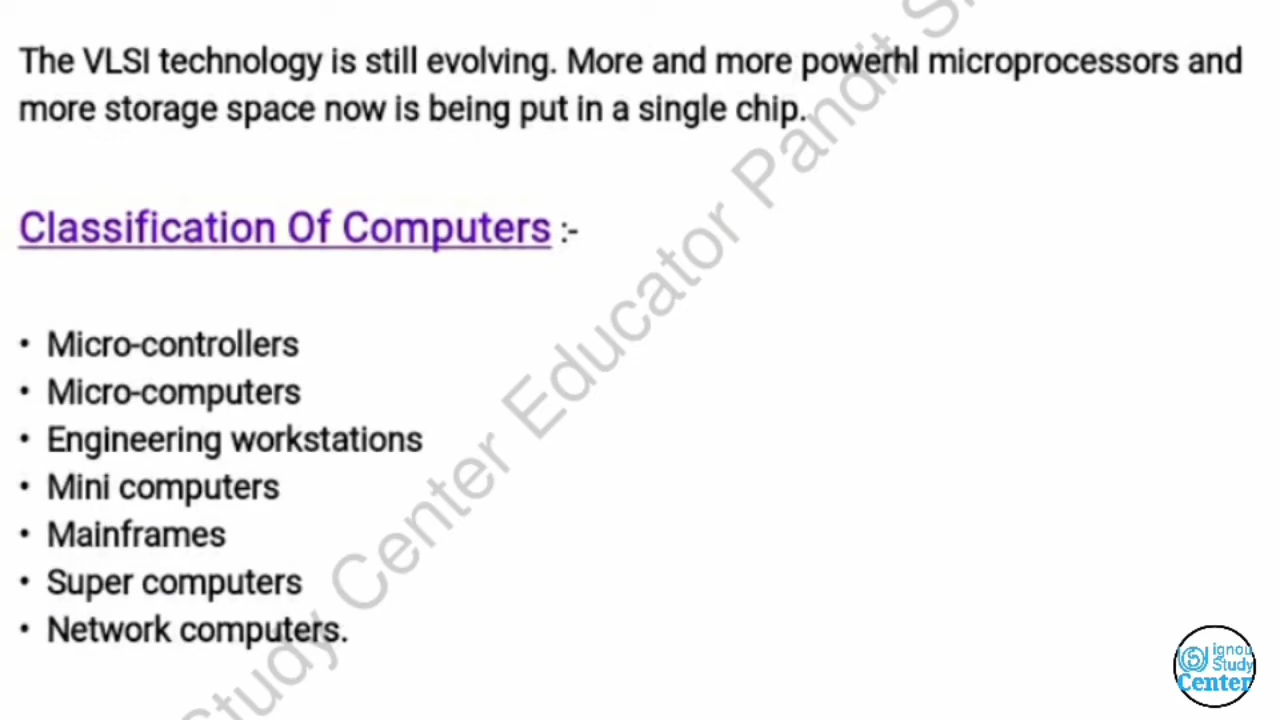 The VLSI technology is still evolving. More and more powerhl microprocessors and
more storage space now is being put in a single chip.
Classification Of Computers :-
• Micro-controllers
• Micro-computers
• Engineering workstations
• Mini computers
• Mainframes
• Super computers
• Network computers.
Study Center Educator Pandit
ignou
Study
Center